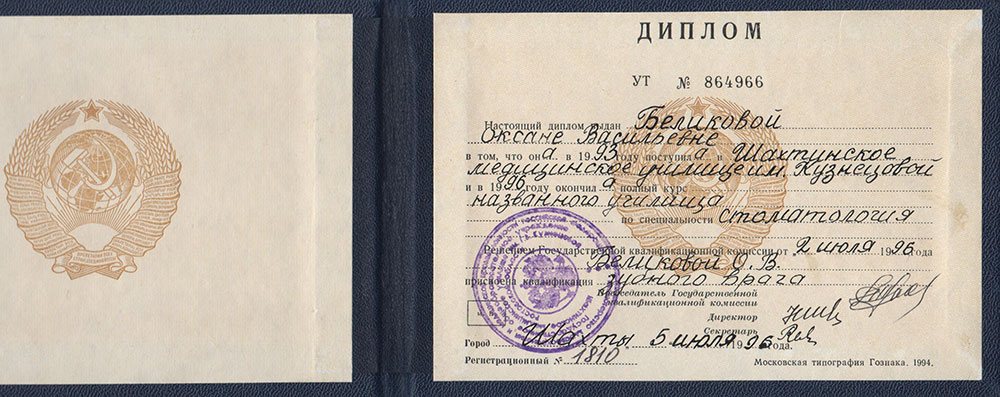 ДИПЛОМ
УТ № 864966
Настоящий диплом выдан Беликовой
Оксане Васильевне
в том, что она в 1993 году поступила в Шахтинское
медицинское училище им. Кузнецовой
и в 1996 году окончила полный курс
названного училища
по специальности Стоматология
Решением Государственной квалификационной комиссии от 2 июля 1996 года
Беликовой О.В.
присвоена квалификация зубного врача
Председатель Государственной
квалификационной комиссии
Директор
Секретарь
Город Шахты 5 июля 1996 года.
Регистрационный № 1810
Московская типография Гознака. 1994.